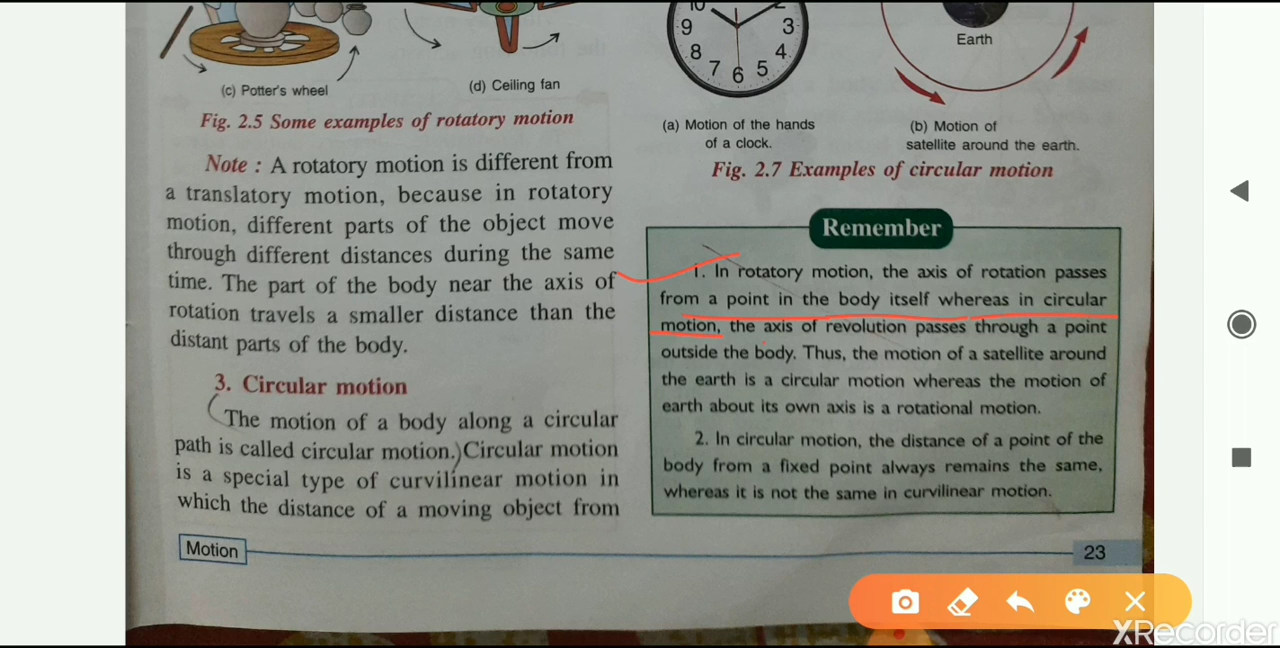 (c) Potter's wheel
(d) Ceiling fan
Fig. 2.5 Some examples of rotatory motion
Note : A rotatory motion is different from
a translatory motion, because in rotatory
motion, different parts of the object move
through different distances during the same
time. The part of the body near the axis of
rotation travels a smaller distance than the
distant parts of the body.
3. Circular motion
The motion of a body along a circular
path is called circular motion. Circular motion
is a special type of curvilinear motion in
which the distance of a moving object from
10
2
9
3
8
4
7 6 5
Earth
(a) Motion of the hands
of a clock.
(b) Motion of
satellite around the earth.
Fig. 2.7 Examples of circular motion
Remember
1. In rotatory motion, the axis of rotation passes
from a point in the body itself whereas in circular
motion, the axis of revolution passes through a point
outside the body. Thus, the motion of a satellite around
the earth is a circular motion whereas the motion of
earth about its own axis is a rotational motion.
2. In circular motion, the distance of a point of the
body from a fixed point always remains the same,
whereas it is not the same in curvilinear motion.
Motion
23
XRecorder